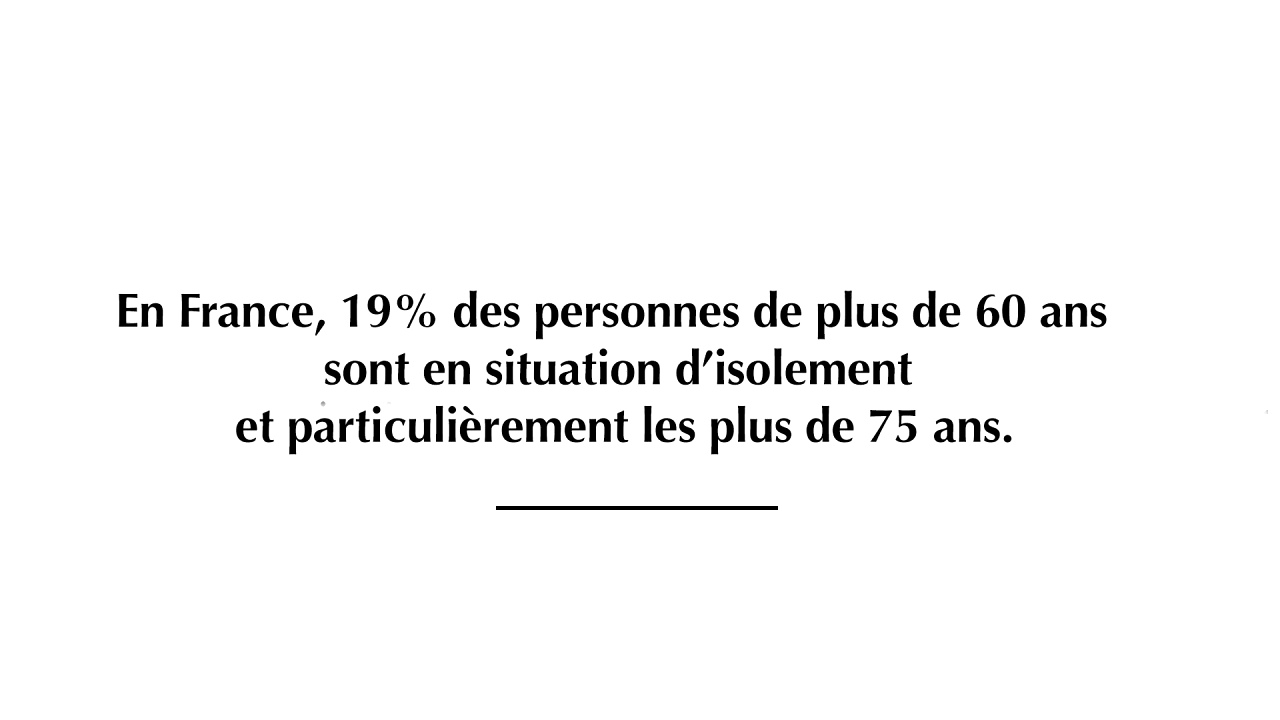 En France, 19% des personnes de plus de 60 ans
sont en situation d’isolement
et particulièrement les plus de 75 ans.